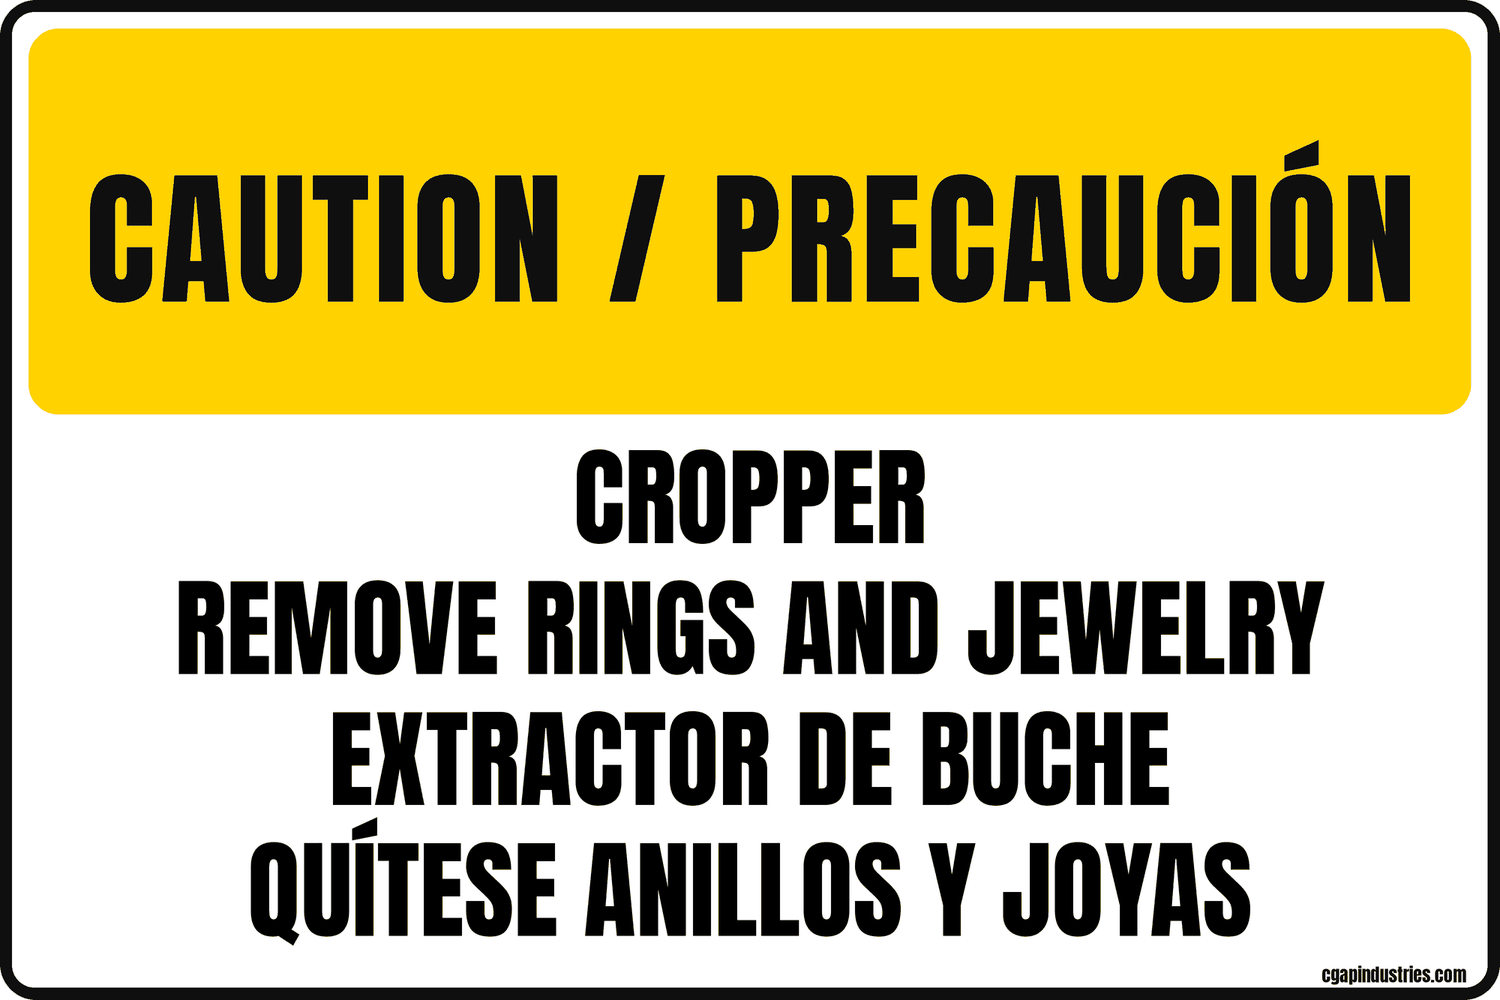 CAUTION / PRECAUCIÓN
CROPPER
REMOVE RINGS AND JEWELRY
EXTRACTOR DE BUCHE
QUÍTESE ANILLOS Y JOYAS
cgapindustries.com